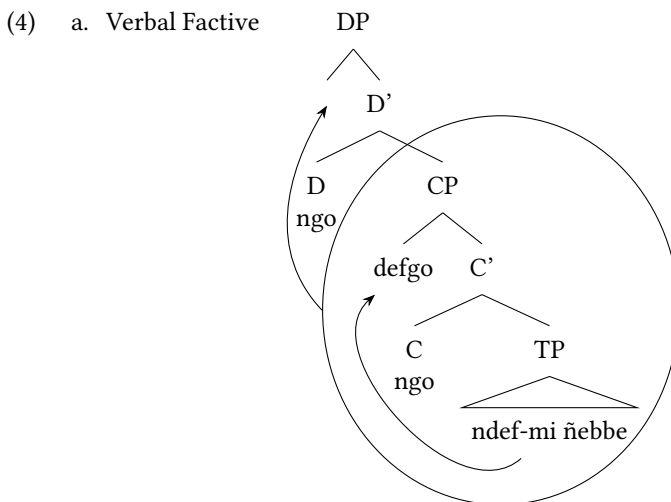 (4) a. Verbal Factive DP
D’
D CP
ngo
defgo C’
C TP
ngo
ndef-mi ñebbe